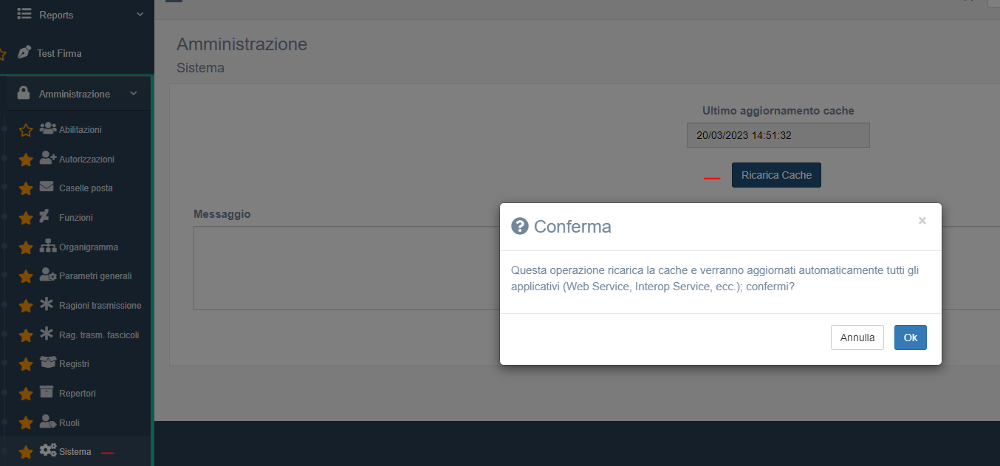 Reports
Test Firma
Amministrazione
Abilitazioni
Autorizzazioni
Caselle posta
Funzioni
Organigramma
Parametri generali
Ragioni trasmissione
Rag. trasm. fascicoli
Registri
Repertori
Ruoli
Sistema
Amministrazione
Sistema
Ultimo aggiornamento cache
20/03/2023 14:51:32
Ricarica Cache
Messaggio
Conferma
×
Questa operazione ricarica la cache e verranno aggiornati automaticamente tutti gli
applicativi (Web Service, Interop Service, ecc.); confermi?
Annulla
Ok